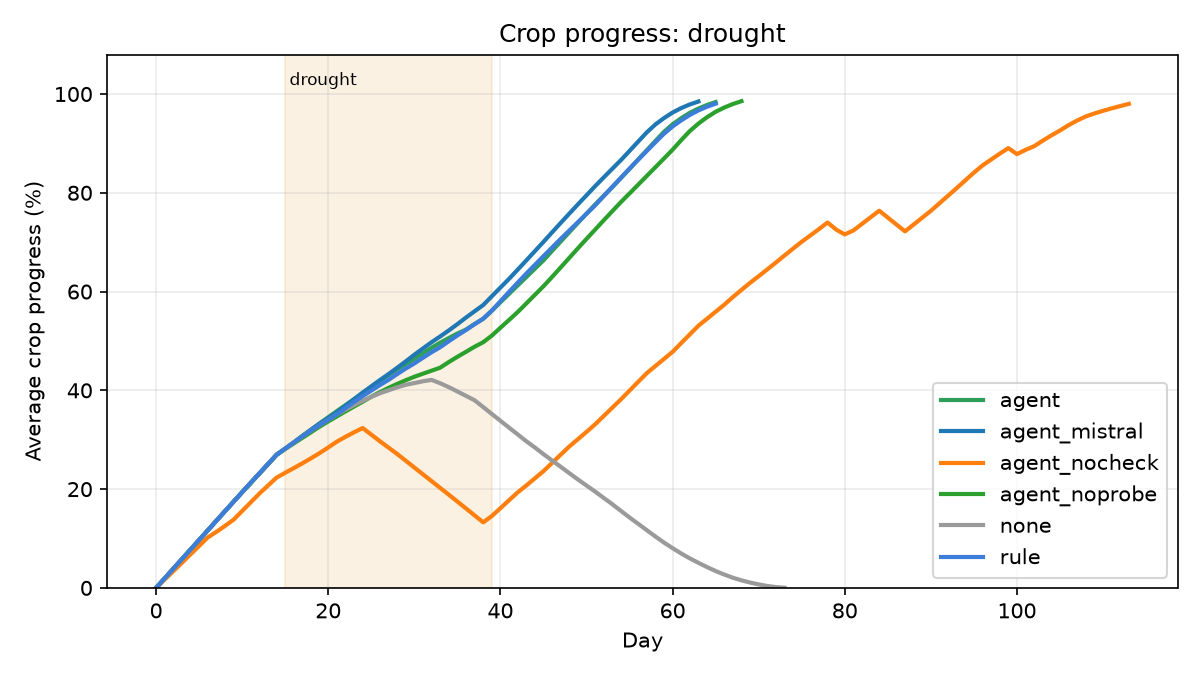 Crop progress: drought
drought
Average crop progress (%)
100
80
60
40
20
0
0 20 40 60 80 100
Day
agent
agent_mistral
agent_nocheck
agent_noprobe
none
rule